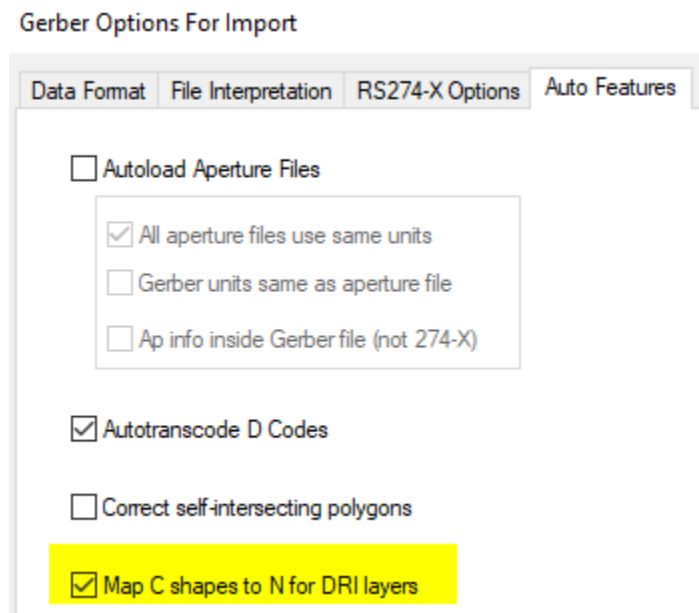 Gerber Options For Import
Data Format File Interpretation RS274-X Options Auto Features
Autoload Aperture Files
All aperture files use same units
Gerber units same as aperture file
Ap info inside Gerber file (not 274-X)
Autotranscode D Codes
Correct self-intersecting polygons
Map C shapes to N for DRI layers